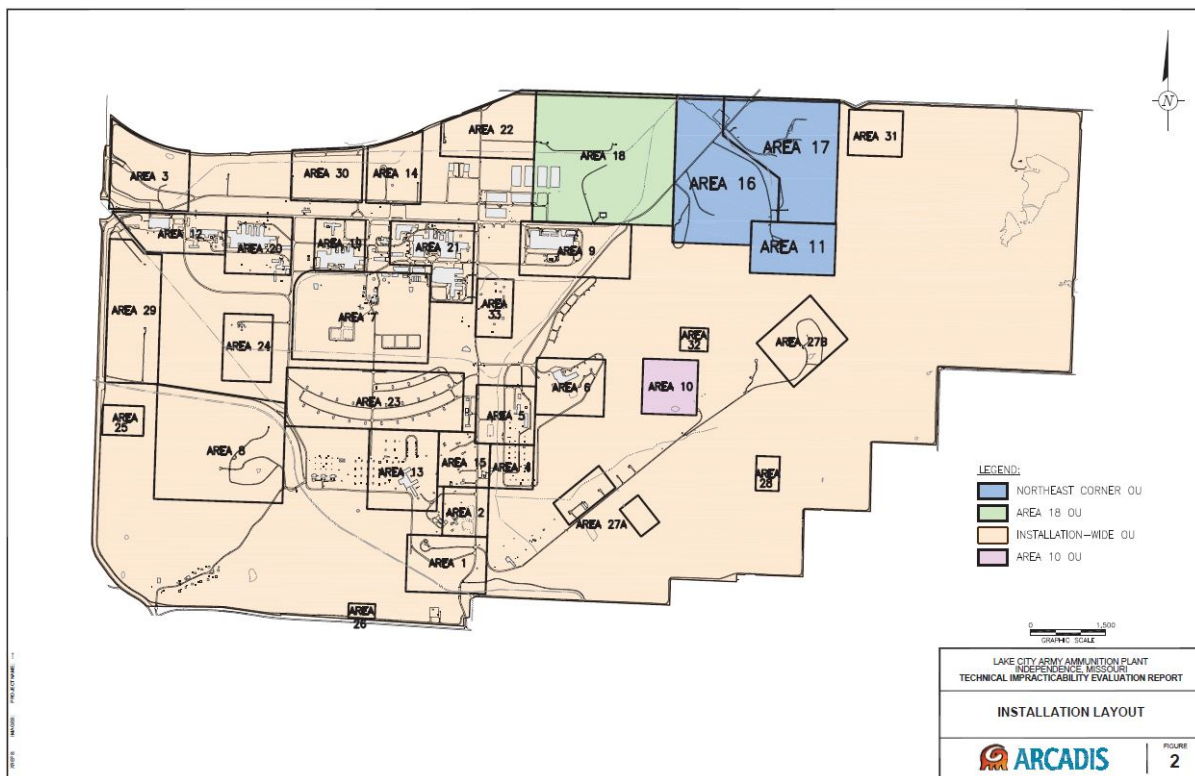 N
AREA 22
AREA 31
AREA 18
AREA 17
AREA 3
AREA 30
AREA 14
AREA 16
AREA 12
AREA 20
AREA 19
AREA 21
AREA 9
AREA 11
AREA 29
AREA 7
AREA
33
AREA 24
AREA
32
AREA 27B
AREA 10
AREA 6
AREA 23
AREA 5
AREA
25
AREA 8
AREA 13
AREA 15
AREA 4
AREA
28
AREA 2
AREA 27A
AREA 1
AREA
26
LEGEND:
NORTHEAST CORNER OU
AREA 18 OU
INSTALLATION-WIDE OU
AREA 10 OU
0 1,500
GRAPHIC SCALE
LAKE CITY ARMY AMMUNITION PLANT
INDEPENDENCE, MISSOURI
TECHNICAL IMPRACTICABILITY EVALUATION REPORT
INSTALLATION LAYOUT
ARCADIS
FIGURE
2
XREFS: IMAGES: PROJECT NAME: